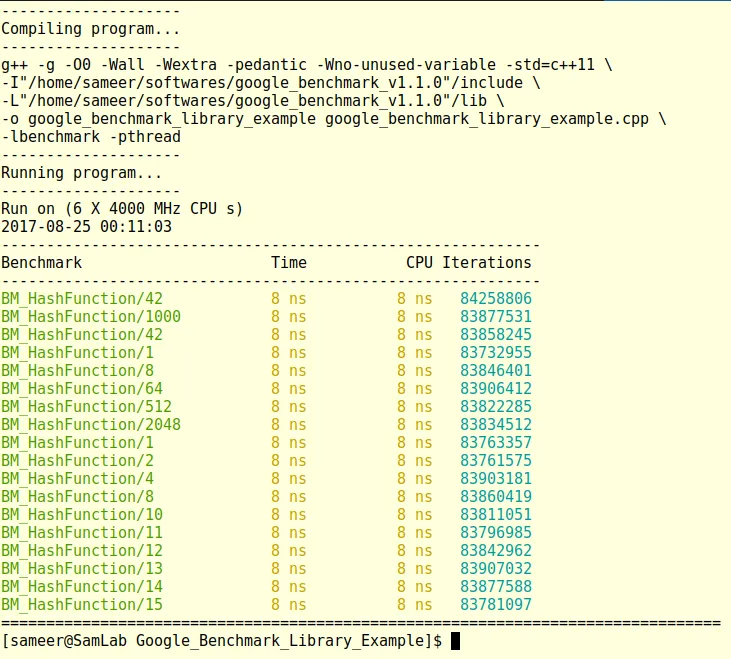 --------------------
Compiling program...
--------------------
g++ -g -O0 -Wall -Wextra -pedantic -Wno-unused-variable -std=c++11 \
-I"/home/sameer/softwares/google_benchmark_v1.1.0"/include \
-L"/home/sameer/softwares/google_benchmark_v1.1.0"/lib \
-o google_benchmark_library_example google_benchmark_library_example.cpp \
-lbenchmark -pthread
--------------------
Running program...
--------------------
Run on (6 X 4000 MHz CPU s)
2017-08-25 00:11:03
------------------------------------------------------------
Benchmark                     Time           CPU Iterations
------------------------------------------------------------
BM_HashFunction/42            8 ns          8 ns   84258806
BM_HashFunction/1000          8 ns          8 ns   83877531
BM_HashFunction/42            8 ns          8 ns   83858245
BM_HashFunction/1             8 ns          8 ns   83732955
BM_HashFunction/8             8 ns          8 ns   83846401
BM_HashFunction/64            8 ns          8 ns   83906412
BM_HashFunction/512           8 ns          8 ns   83822285
BM_HashFunction/2048          8 ns          8 ns   83834512
BM_HashFunction/1             8 ns          8 ns   83763357
BM_HashFunction/2             8 ns          8 ns   83761575
BM_HashFunction/4             8 ns          8 ns   83903181
BM_HashFunction/8             8 ns          8 ns   83860419
BM_HashFunction/10            8 ns          8 ns   83811051
BM_HashFunction/11            8 ns          8 ns   83796985
BM_HashFunction/12            8 ns          8 ns   83842962
BM_HashFunction/13            8 ns          8 ns   83907032
BM_HashFunction/14            8 ns          8 ns   83877588
BM_HashFunction/15            8 ns          8 ns   83781097
================================================================================
[sameer@SamLab Google_Benchmark_Library_Example]$